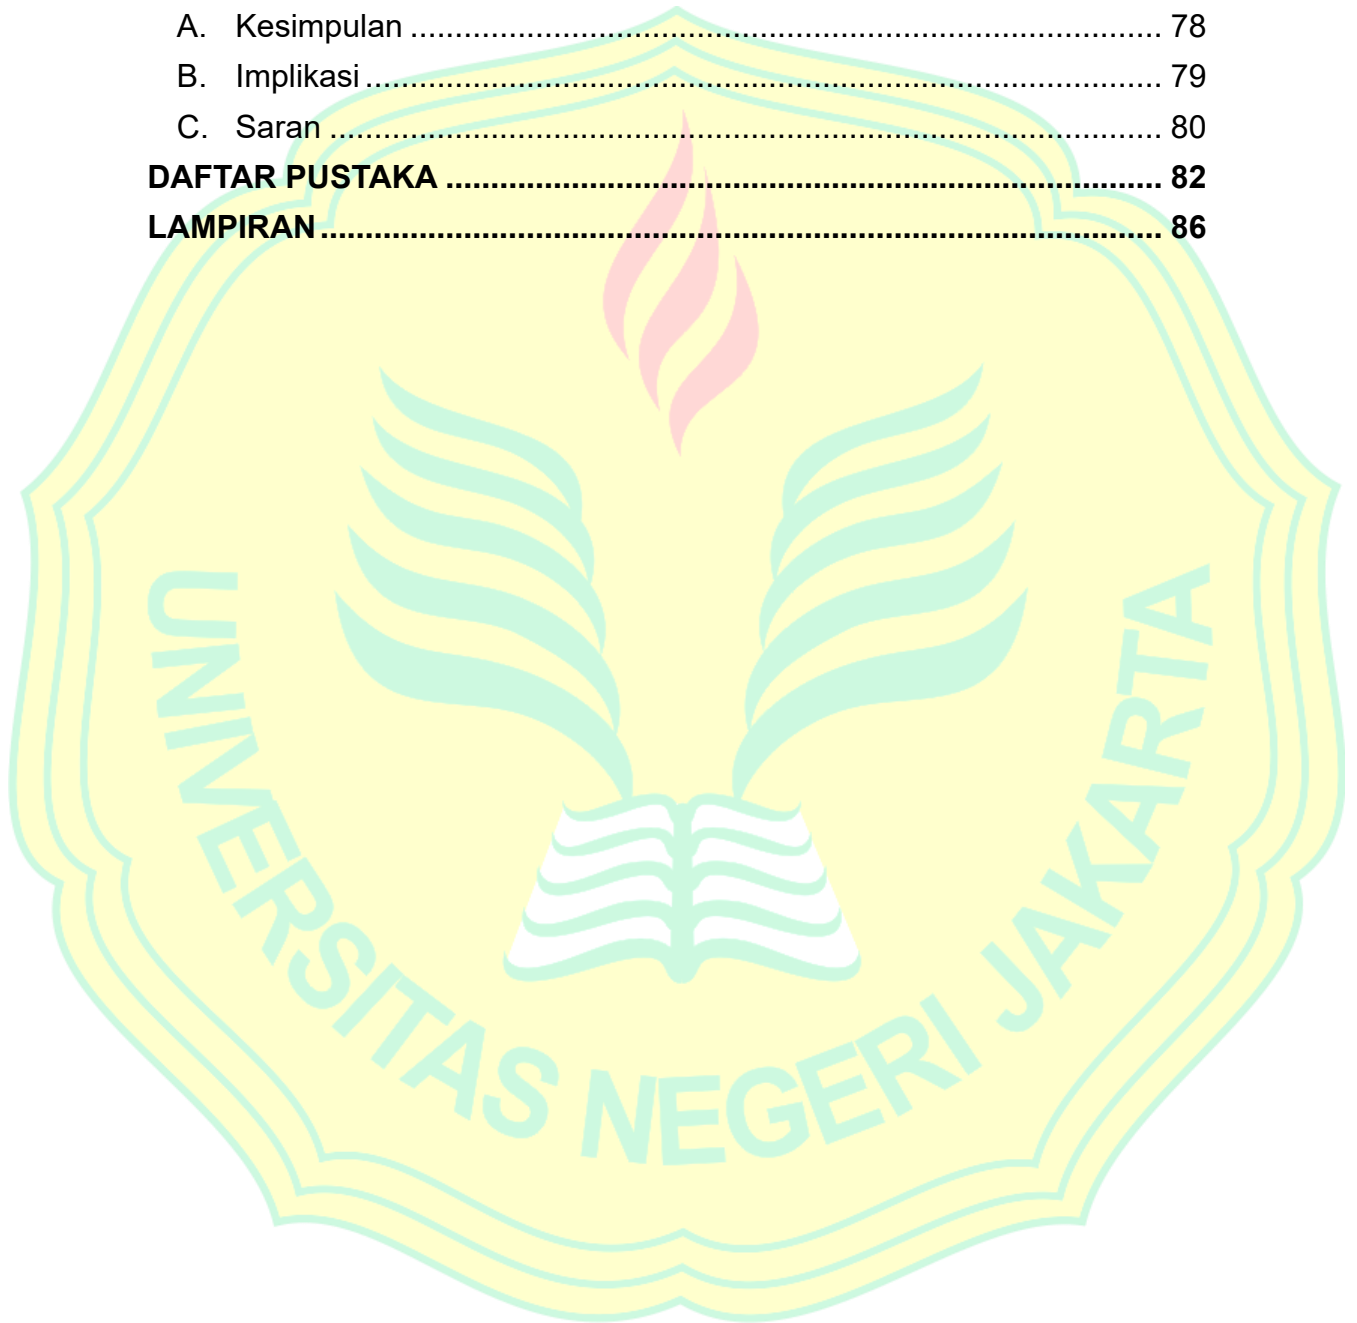 A. Kesimpulan ........................................................................................ 78
B. Implikasi ............................................................................................. 79
C. Saran ................................................................................................. 80
DAFTAR PUSTAKA ................................................................................ 82
LAMPIRAN .............................................................................................. 86
UNIVERSITAS NEGERI JAKARTA